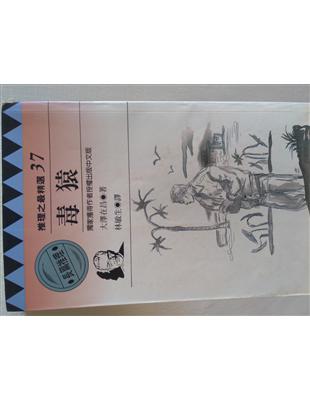 推理之最精選 37
毒猿
獨家獲得作者授權出版中文版
大澤在昌●著
林敏生●譯